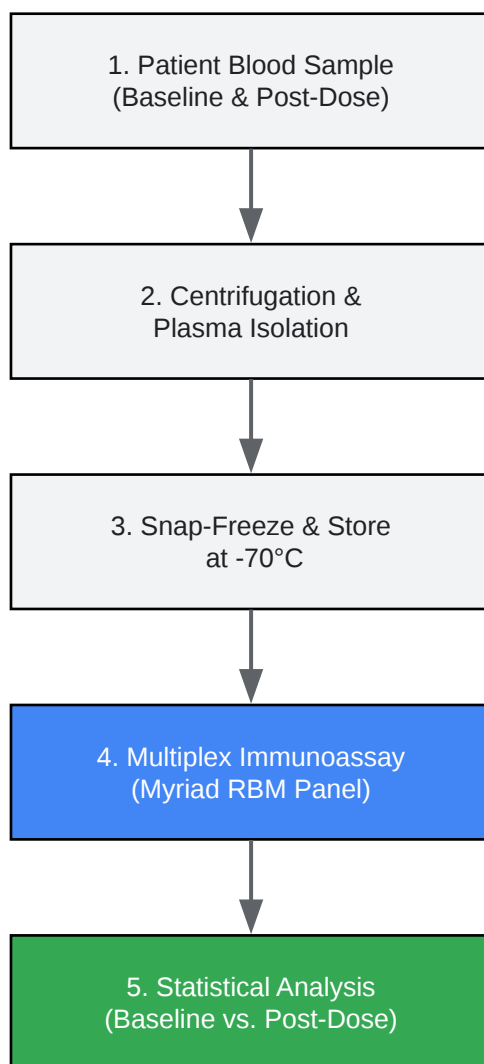 1. Patient Blood Sample
(Baseline & Post-Dose)
2. Centrifugation &
Plasma Isolation
3. Snap-Freeze & Store
at -70°C
4. Multiplex Immunoassay
(Myriad RBM Panel)
5. Statistical Analysis
(Baseline vs. Post-Dose)